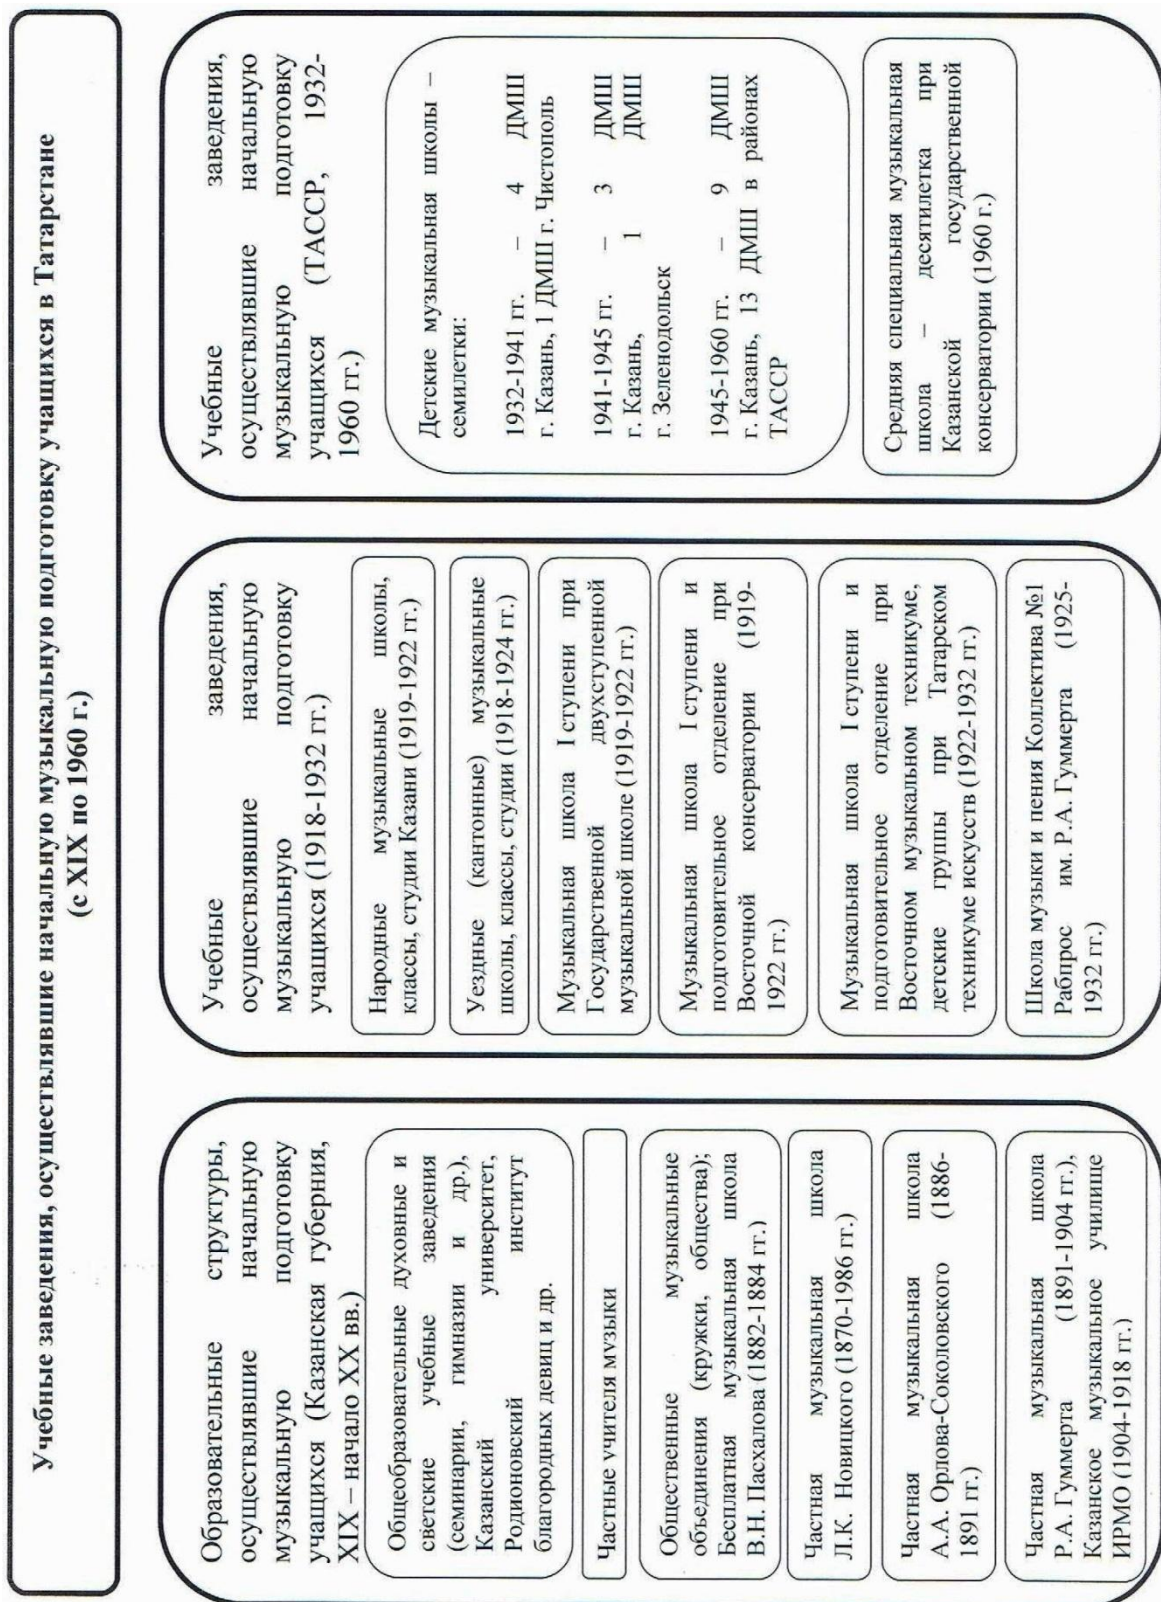 Учебные заведения, осуществлявшие начальную музыкальную подготовку учащихся в Татарстане
(с XIX по 1960 г.)
Образовательные структуры,
осуществлявшие начальную
музыкальную подготовку
учащихся (Казанская губерния,
XIX – начало XX вв.)
Общеобразовательные духовные и
светские учебные заведения
(семинарии, гимназии и др.),
Казанский университет,
Родионовский институт
благородных девиц и др.
Частные учителя музыки
Общественные музыкальные
объединения (кружки, общества);
Бесплатная музыкальная школа
В.Н. Пасхалова (1882-1884 гг.)
Частная музыкальная школа
Л.К. Новицкого (1870-1986 гг.)
Частная музыкальная школа
А.А. Орлова-Соколовского (1886-
1891 гг.)
Частная музыкальная школа
Р.А. Гуммерта (1891-1904 гг.),
Казанское музыкальное училище
ИРМО (1904-1918 гг.)
Учебные заведения,
осуществлявшие начальную
музыкальную подготовку
учащихся (1918-1932 гг.)
Народные музыкальные школы,
классы, студии Казани (1919-1922 гг.)
Уездные (кантонные) музыкальные
школы, классы, студии (1918-1924 гг.)
Музыкальная школа I ступени при
Государственной двухступенной
музыкальной школе (1919-1922 гг.)
Музыкальная школа I ступени и
подготовительное отделение при
Восточной консерватории (1919-
1922 гг.)
Музыкальная школа I ступени и
подготовительное отделение при
Восточном музыкальном техникуме,
детские группы при Татарском
техникуме искусств (1922-1932 гг.)
Школа музыки и пения Коллектива №1
Рабпрос им. Р.А. Гуммерта (1925-
1932 гг.)
Учебные заведения,
осуществлявшие начальную
музыкальную подготовку
учащихся (ТАССР, 1932-
1960 гг.)
Детские музыкальная школы –
семилетки:
1932-1941 гг. – 4 ДМШ
г. Казань, 1 ДМШ г. Чистополь
1941-1945 гг. – 3 ДМШ
г. Казань, 1 ДМШ
г. Зеленодольск
1945-1960 гг. – 9 ДМШ
г. Казань, 13 ДМШ в районах
ТАССР
Средняя специальная музыкальная
школа – десятилетка при
Казанской государственной
консерватории (1960 г.)